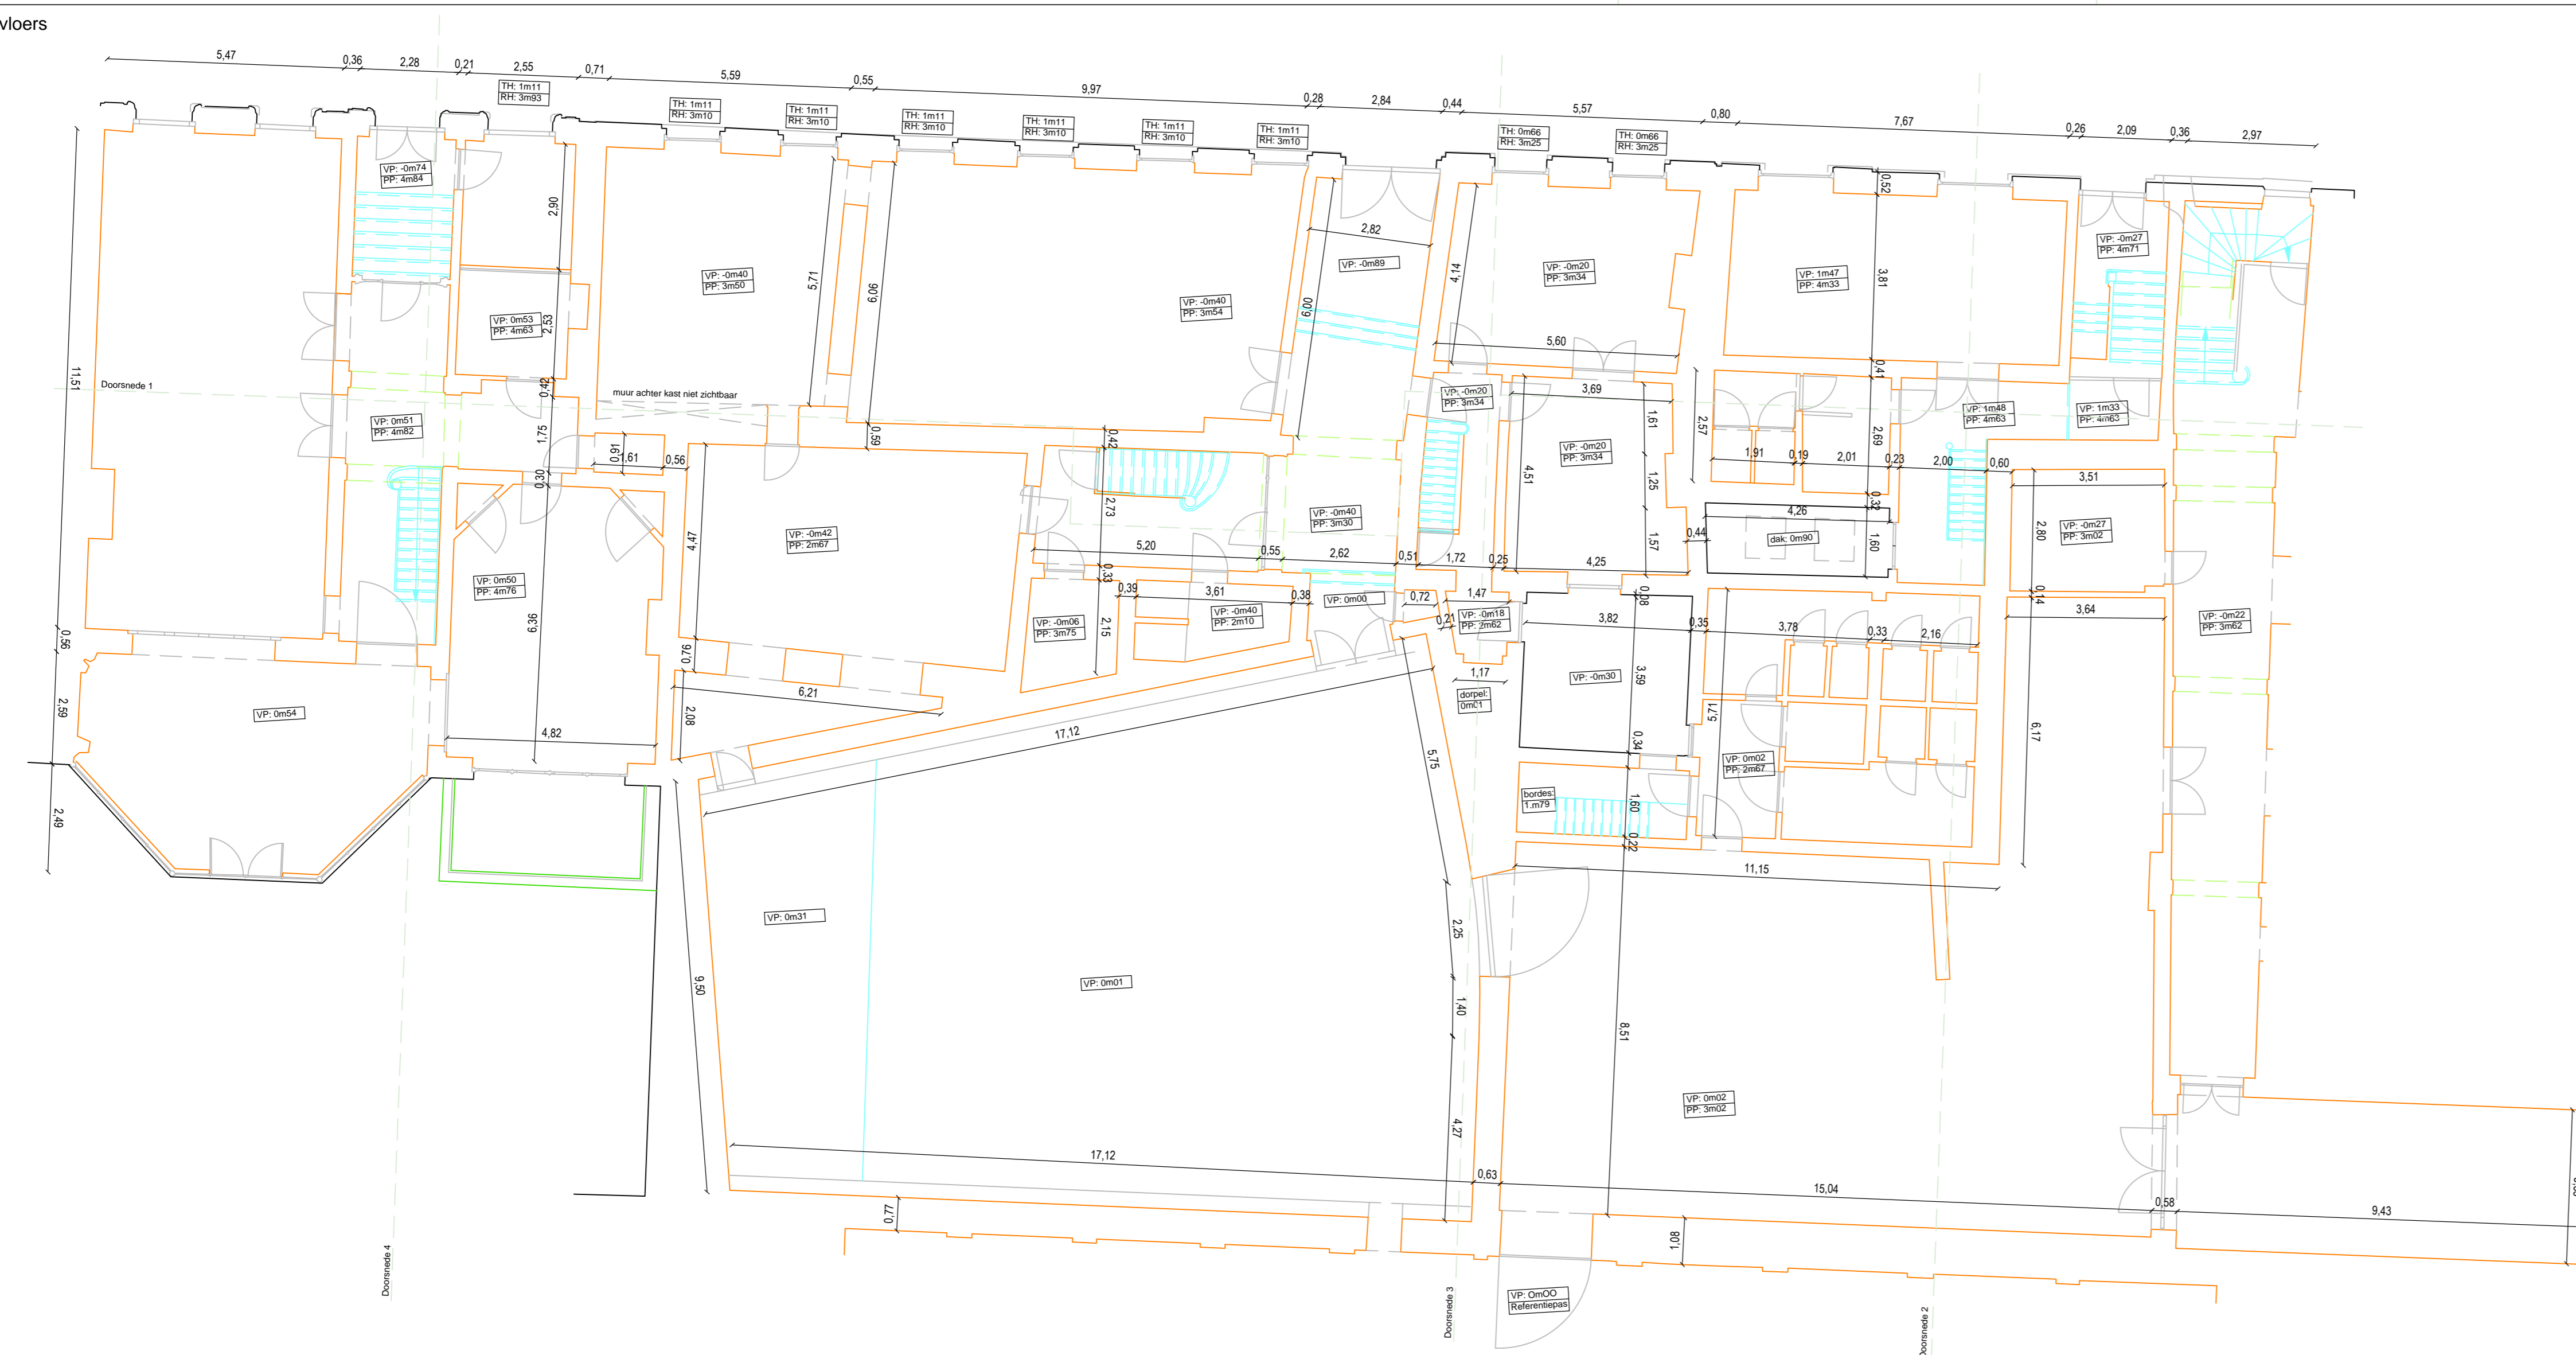 vloers
5,47
0,36
2,28
0,21
2,55
0,71
5,59
0,55
9,97
0,28
2,84
0,44
5,57
0,80
7,67
0,26
2,09
0,36
2,97
TH: 1m11
RH: 3m93
TH: 1m11
RH: 3m10
TH: 1m11
RH: 3m10
TH: 1m11
RH: 3m10
TH: 1m11
RH: 3m10
TH: 1m11
RH: 3m10
TH: 1m11
RH: 3m10
TH: 0m66
RH: 3m25
TH: 0m66
RH: 3m25
VP: -0m74
PP: 4m84
2,90
VP: -0m40
PP: 3m50
5,71
6,06
VP: -0m40
PP: 3m54
2,82
VP: -0m89
6,00
4,14
VP: -0m20
PP: 3m34
5,60
0,52
VP: 1m47
PP: 4m33
3,81
VP: -0m27
PP: 4m71
VP: 0m53
PP: 4m63
2,53
0,42
0,41
11,51
Doorsnede 1
muur achter kast niet zichtbaar
VP: 0m51
PP: 4m82
1,75
0,30
0,61
1,61
0,56
0,59
0,42
VP: -0m20
PP: 3m34
3,69
1,61
VP: -0m20
PP: 3m34
4,51
1,25
1,57
2,57
1,91
0,19
2,01
2,69
0,23
2,00
0,60
VP: 1m48
PP: 4m63
VP: 1m33
PP: 4m63
3,51
0,32
4,26
0,44
dak: 0m90
1,60
2,80
VP: -0m27
PP: 3m02
0,14
3,64
4,47
VP: -0m42
PP: 2m67
2,73
VP: -0m40
PP: 3m30
5,20
0,55
2,62
0,51
1,72
0,25
4,25
0,33
0,39
3,61
0,38
VP: 0m00
0,72
1,47
0,21
VP: -0m18
PP: 2m62
0,08
3,82
0,35
3,78
0,33
2,16
VP: 0m50
PP: 4m76
6,36
VP: -0m06
PP: 3m75
2,15
VP: -0m40
PP: 2m10
VP: -0m22
PP: 3m62
0,56
0,76
6,21
2,08
2,59
VP: 0m54
4,82
1,17
dorpel:
0m01
VP: -0m30
3,59
0,34
5,71
VP: 0m02
PP: 2m67
6,17
17,12
5,75
2,49
bordes:
1.m79
1,60
0,22
11,15
9,50
VP: 0m31
VP: 0m01
2,25
1,40
4,27
8,51
VP: 0m02
PP: 3m02
17,12
0,63
15,04
0,58
9,43
0,77
1,08
Doorsnede 4
Doorsnede 3
VP: OmOO
Referentiepas
Doorsnede 2